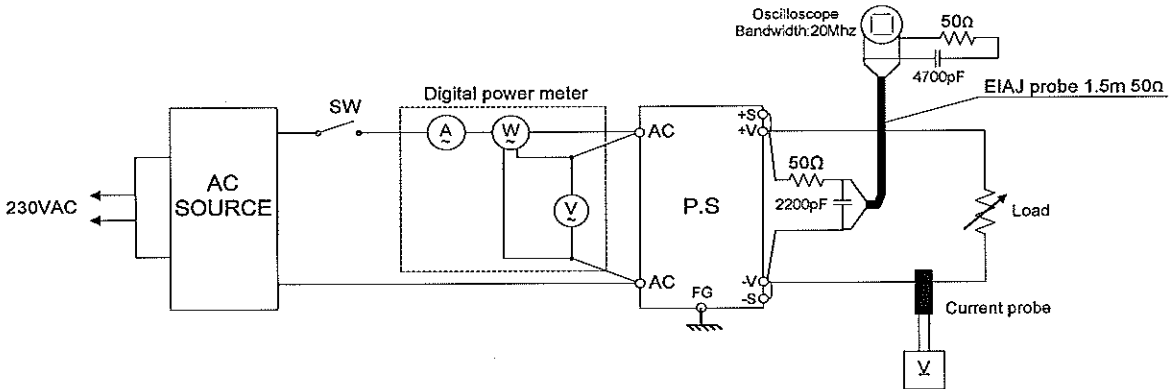 Oscilloscope
Bandwidth:20Mhz
50Ω
4700pF
EIAJ probe 1.5m 50Ω
Digital power meter
SW
A
W
V
230VAC
AC
SOURCE
AC
AC
P.S
FG
+S
+V
50Ω
2200pF
-V
-S
Load
Current probe
V